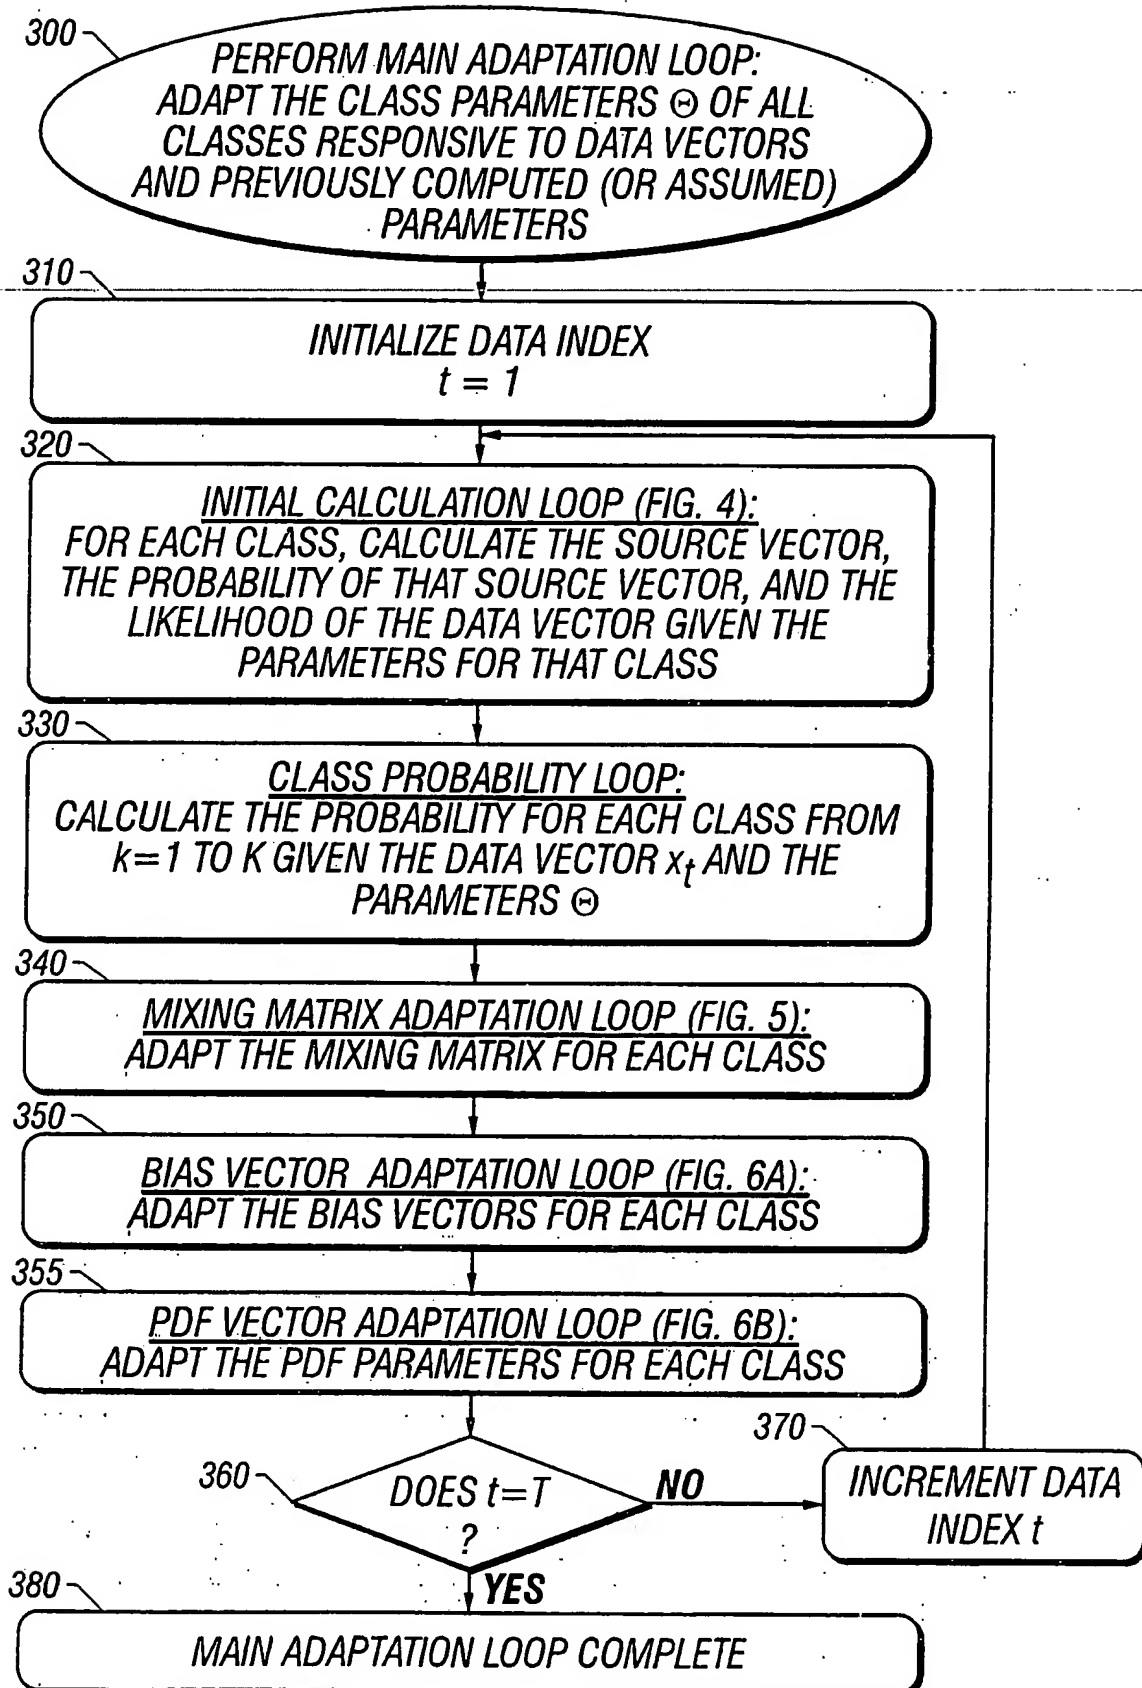 300
PERFORM MAIN ADAPTATION LOOP:
ADAPT THE CLASS PARAMETERS Θ OF ALL
CLASSES RESPONSIVE TO DATA VECTORS
AND PREVIOUSLY COMPUTED (OR ASSUMED)
PARAMETERS
310
INITIALIZE DATA INDEX
t = 1
320
INITIAL CALCULATION LOOP (FIG. 4):
FOR EACH CLASS, CALCULATE THE SOURCE VECTOR,
THE PROBABILITY OF THAT SOURCE VECTOR, AND THE
LIKELIHOOD OF THE DATA VECTOR GIVEN THE
PARAMETERS FOR THAT CLASS
330
CLASS PROBABILITY LOOP:
CALCULATE THE PROBABILITY FOR EACH CLASS FROM
k=1 TO K GIVEN THE DATA VECTOR xt AND THE
PARAMETERS Θ
340
MIXING MATRIX ADAPTATION LOOP (FIG. 5):
ADAPT THE MIXING MATRIX FOR EACH CLASS
350
BIAS VECTOR ADAPTATION LOOP (FIG. 6A):
ADAPT THE BIAS VECTORS FOR EACH CLASS
355
PDF VECTOR ADAPTATION LOOP (FIG. 6B):
ADAPT THE PDF PARAMETERS FOR EACH CLASS
360
DOES t=T
?
NO
370
INCREMENT DATA
INDEX t
YES
380
MAIN ADAPTATION LOOP COMPLETE